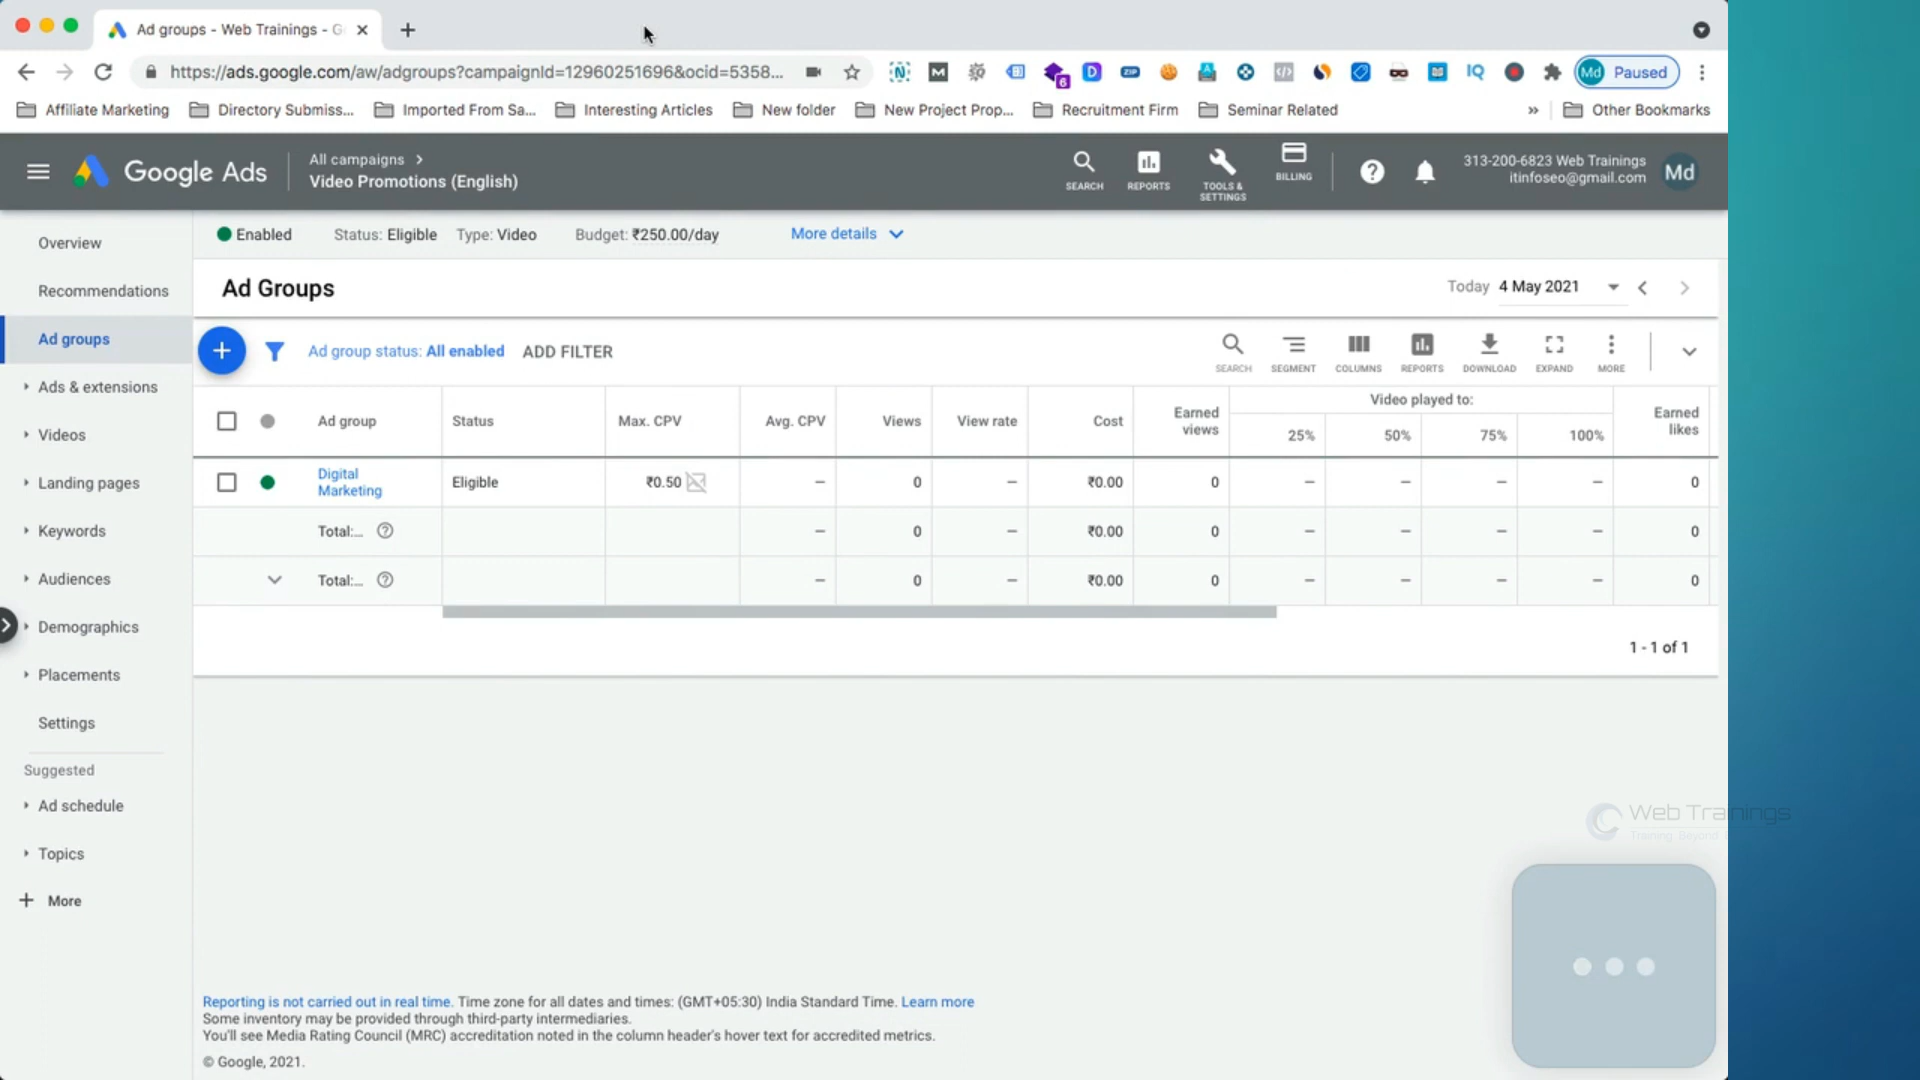 Ad groups - Web Trainings - G
https://ads.google.com/aw/adgroups?campaignId=12960251696&ocid=5358...
6
D
ZIP
IQ
Md Paused
Affiliate Marketing
Directory Submiss...
Imported From Sa...
Interesting Articles
New folder
New Project Prop...
Recruitment Firm
Seminar Related
»
Other Bookmarks
Google Ads
All campaigns >
Video Promotions (English)
SEARCH
REPORTS
TOOLS & SETTINGS
BILLING
313-200-6823 Web Trainings
itinfoseo@gmail.com
Md
Overview
Recommendations
Ad groups
Ads & extensions
Videos
Landing pages
Keywords
Audiences
Demographics
Placements
Settings
Suggested
Ad schedule
Topics
+ More
Enabled Status: Eligible Type: Video Budget: ₹250.00/day More details
Ad Groups
Today 4 May 2021
Ad group status: All enabled ADD FILTER
SEARCH SEGMENT COLUMNS REPORTS DOWNLOAD EXPAND MORE
Ad group Status Max. CPV Avg. CPV Views View rate Cost Earned views Video played to: 25% 50% 75% 100% Earned likes
Digital Marketing Eligible ₹0.50 – 0 – ₹0.00 0 – – – – 0
Total:... – 0 – ₹0.00 0 – – – – 0
Total:... – 0 – ₹0.00 0 – – – – 0
1 - 1 of 1
Web Trainings
Training. Beyond
Reporting is not carried out in real time. Time zone for all dates and times: (GMT+05:30) India Standard Time. Learn more
Some inventory may be provided through third-party intermediaries.
You'll see Media Rating Council (MRC) accreditation noted in the column header's hover text for accredited metrics.
© Google, 2021.